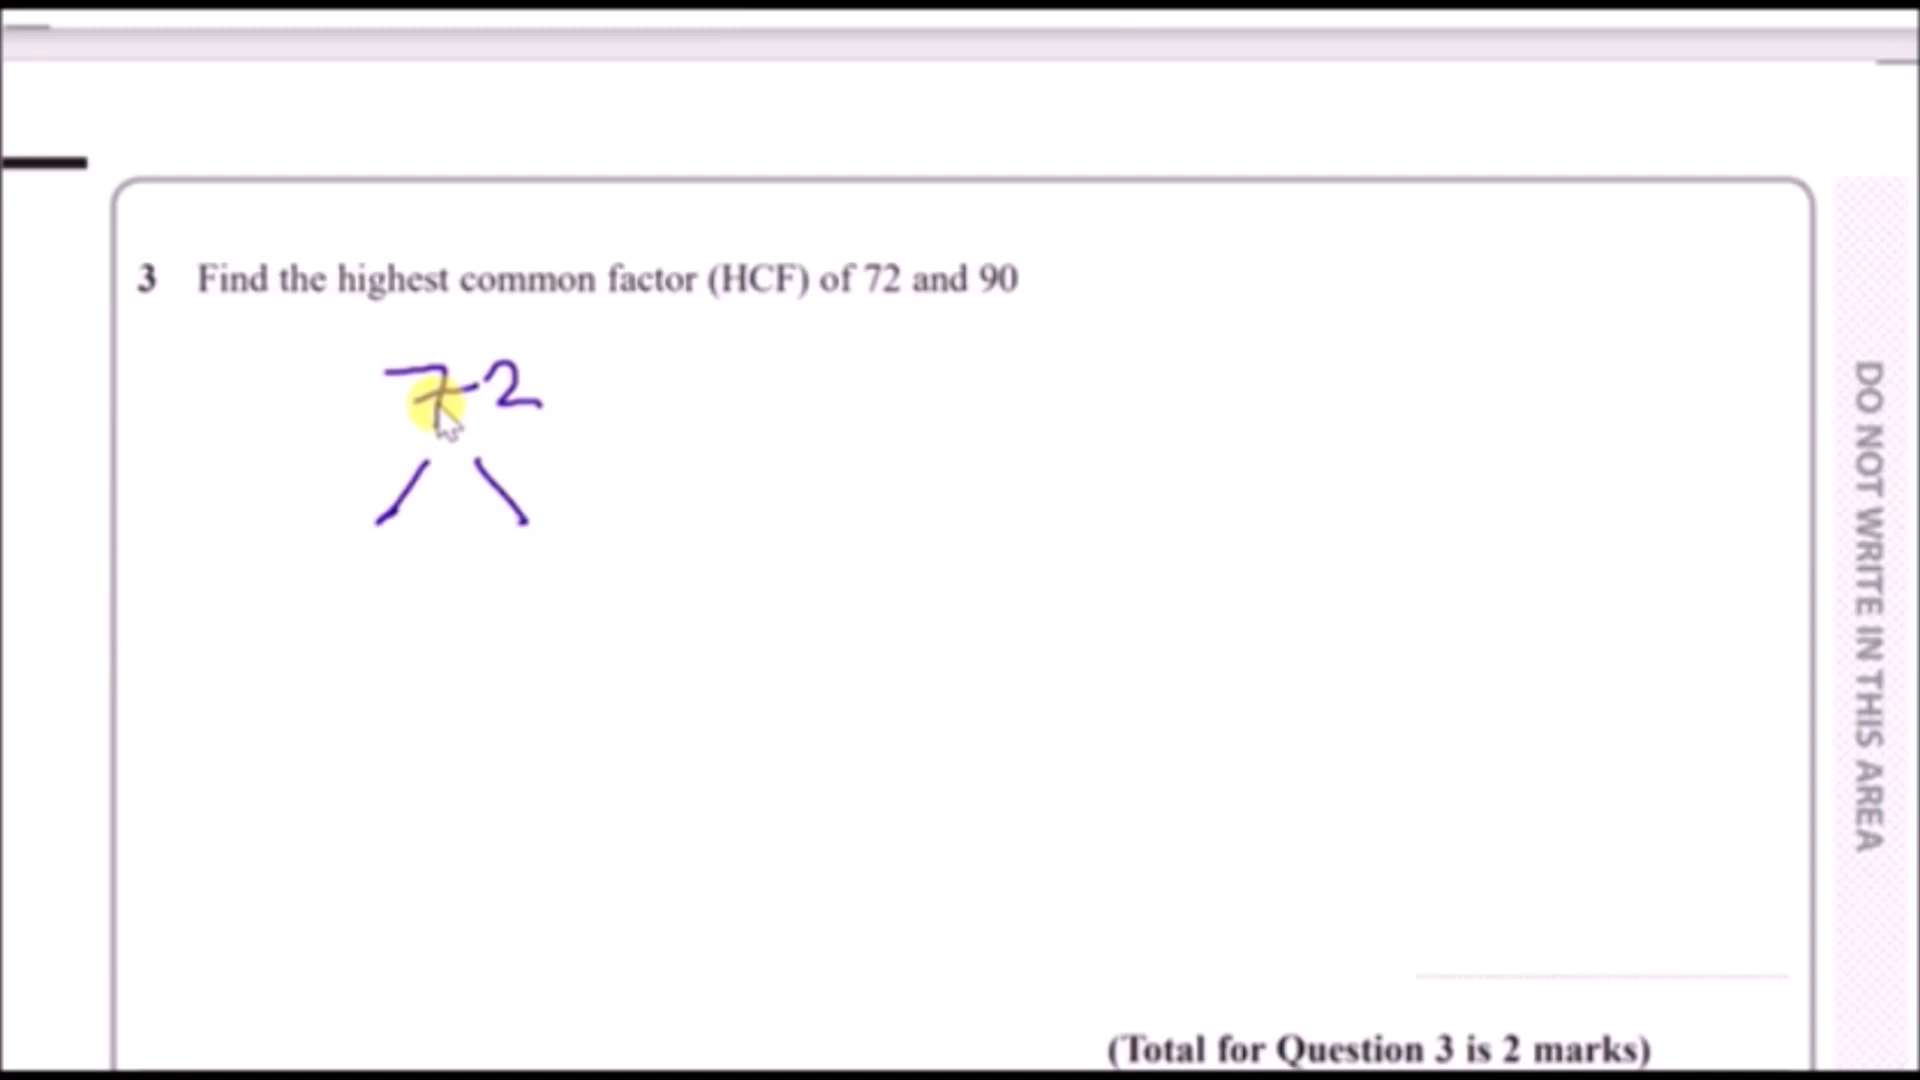 3 Find the highest common factor (HCF) of 72 and 90
72
DO NOT WRITE IN THIS AREA
(Total for Question 3 is 2 marks)